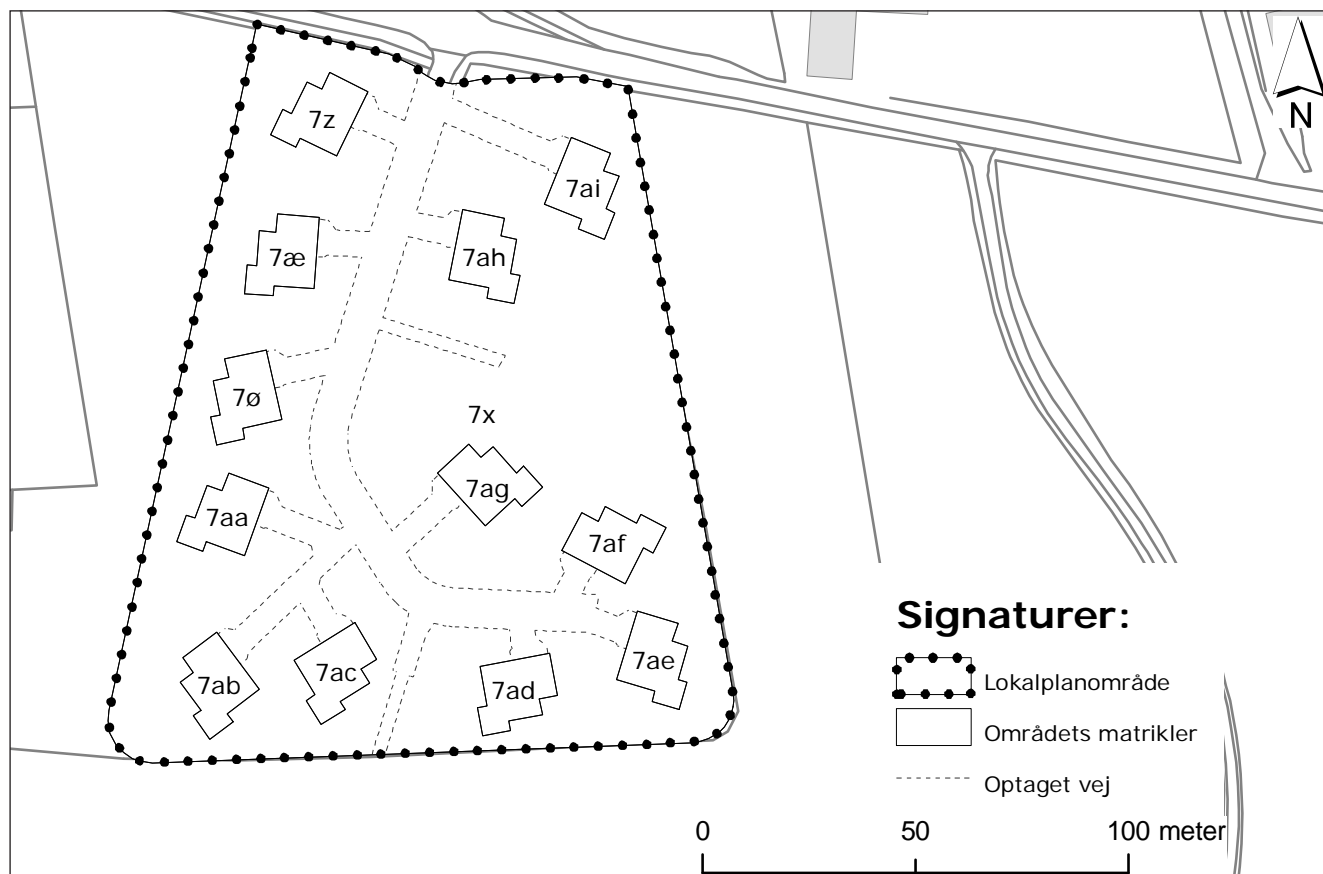 N
7z
7ai
7æ
7ah
7ø
7x
7ag
7aa
7af
7ae
7ac
7ab
7ad
Signaturer:
Lokalplanområde
Områdets matrikler
Optaget vej
0 50 100 meter